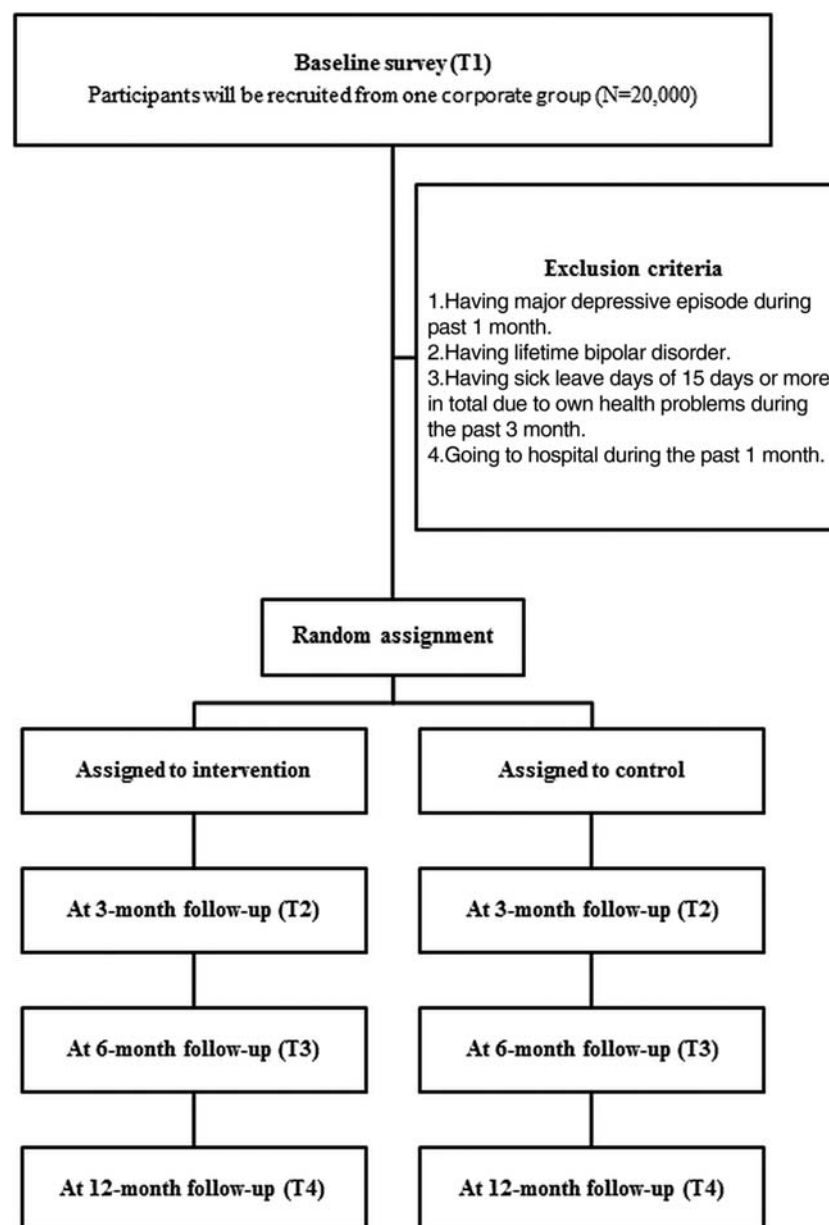 Baseline survey (T1)
Participants will be recruited from one corporate group (N=20,000)
Exclusion criteria
1.Having major depressive episode during
past 1 month.
2.Having lifetime bipolar disorder.
3.Having sick leave days of 15 days or more
in total due to own health problems during
the past 3 month.
4.Going to hospital during the past 1 month.
Random assignment
Assigned to intervention
Assigned to control
At 3-month follow-up (T2)
At 3-month follow-up (T2)
At 6-month follow-up (T3)
At 6-month follow-up (T3)
At 12-month follow-up (T4)
At 12-month follow-up (T4)